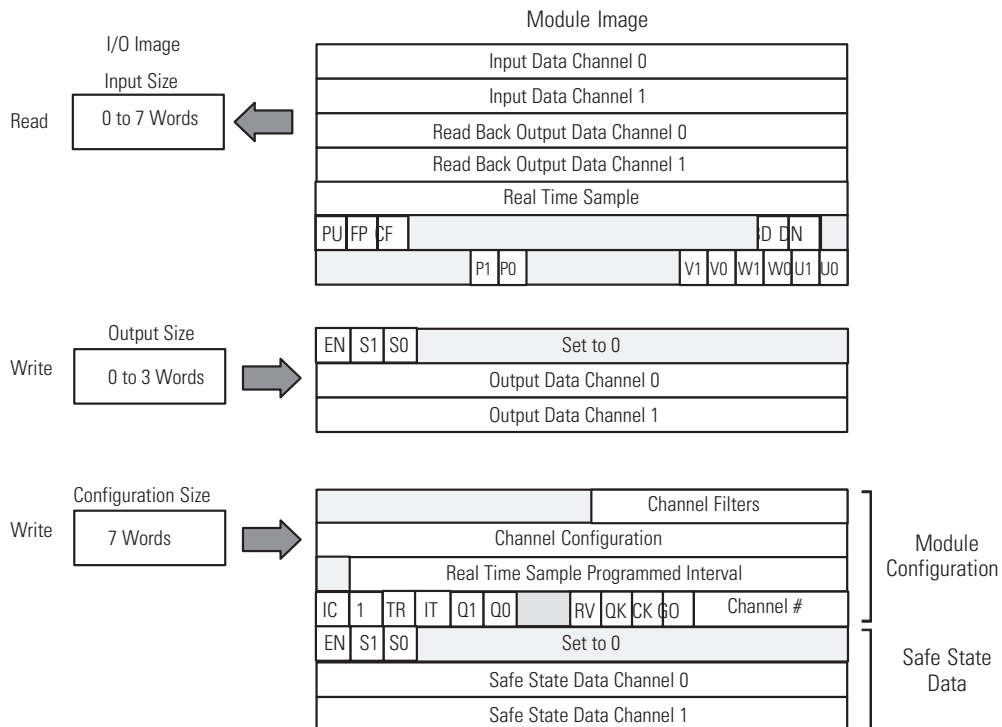 Module Image
I/O Image
Input Size
Read
0 to 7 Words
Input Data Channel 0
Input Data Channel 1
Read Back Output Data Channel 0
Read Back Output Data Channel 1
Real Time Sample
PU FP CF D DN
P1 P0 V1 V0 W1 W0 U1 U0
Output Size
Write
0 to 3 Words
EN S1 S0 Set to 0
Output Data Channel 0
Output Data Channel 1
Configuration Size
Write
7 Words
Channel Filters
Channel Configuration
Real Time Sample Programmed Interval
IC 1 TR IT Q1 Q0 RV QK CK GO Channel #
Module
Configuration
EN S1 S0 Set to 0
Safe State Data Channel 0
Safe State Data Channel 1
Safe State
Data